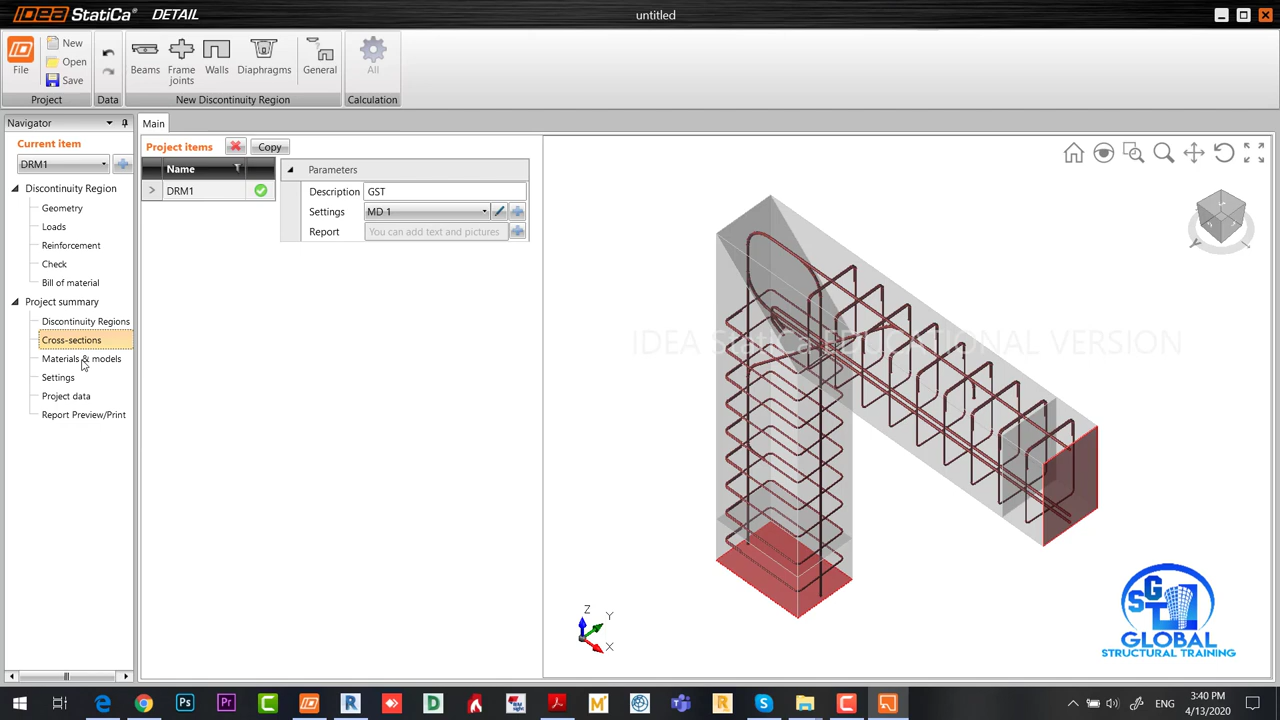 IDEA StatiCa® DETAIL
untitled
File
New
Open
Save
Project
Data
Beams
Frame joints
Walls
Diaphragms
General
New Discontinuity Region
All
Calculation
Navigator
Current item
DRM1
Discontinuity Region
Geometry
Loads
Reinforcement
Check
Bill of material
Project summary
Discontinuity Regions
Cross-sections
Materials & models
Settings
Project data
Report Preview/Print
Main
Project items
Copy
Name
DRM1
Parameters
Description GST
Settings MD 1
Report You can add text and pictures
IDEA StatiCa EDUCATIONAL VERSION
Z
Y
X
SGT
GLOBAL
STRUCTURAL TRAINING
ENG
3:40 PM
4/13/2020